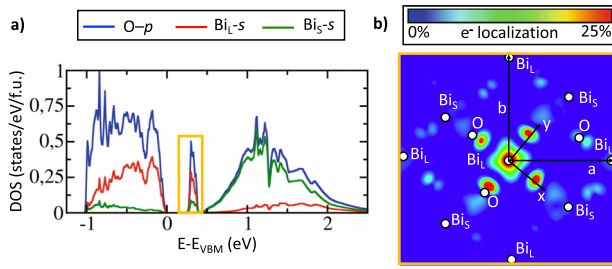 a)
O–p
Bi_L-s
Bi_S-s
DOS (states/eV/f.u.)
1
0,75
0,5
0,25
0
-1
0
1
2
E-E_VBM (eV)
b)
e⁻ localization
0%
25%
Bi_L
Bi_S
Bi_S
b
O
y
O
Bi_L
Bi_L
a
Bi_L
x
O
Bi_S
Bi_S
Bi_L